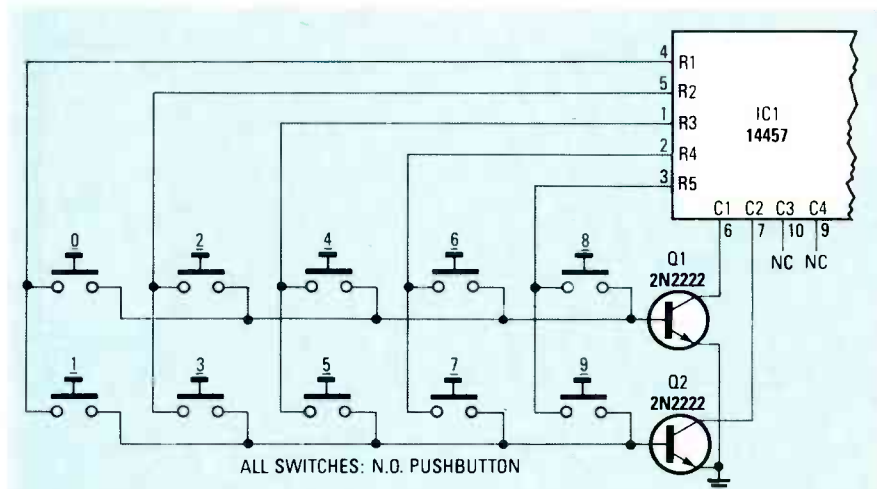 4 R1
5 R2
1 R3
2 R4
3 R5
IC1
14457
C1 C2 C3 C4
6 7 10 9
NC NC
0 2 4 6 8
Q1
2N2222
1 3 5 7 9
Q2
2N2222
ALL SWITCHES: N.O. PUSHBUTTON